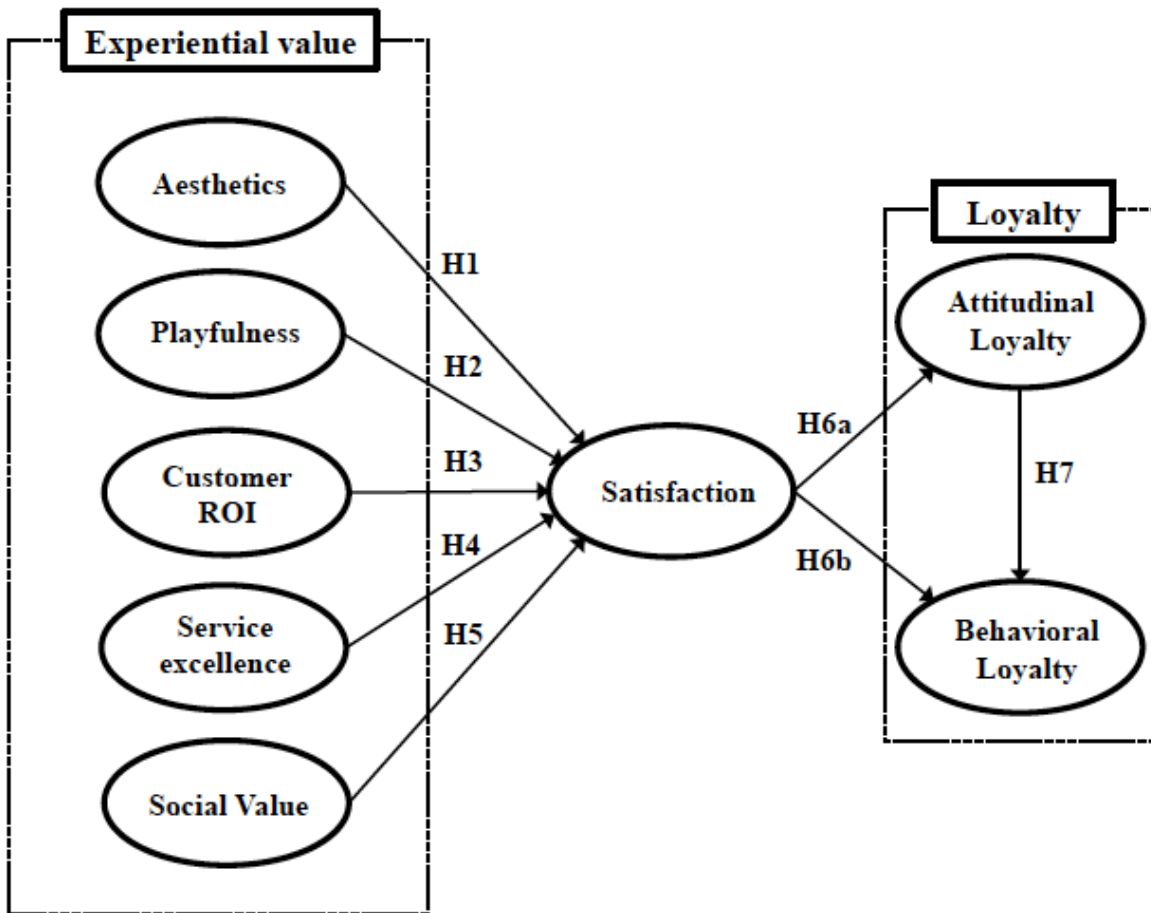 Experiential value
Aesthetics
Playfulness
Customer
ROI
Service
excellence
Social Value
H1
H2
H3
H4
H5
Satisfaction
H6a
H6b
Loyalty
Attitudinal
Loyalty
H7
Behavioral
Loyalty